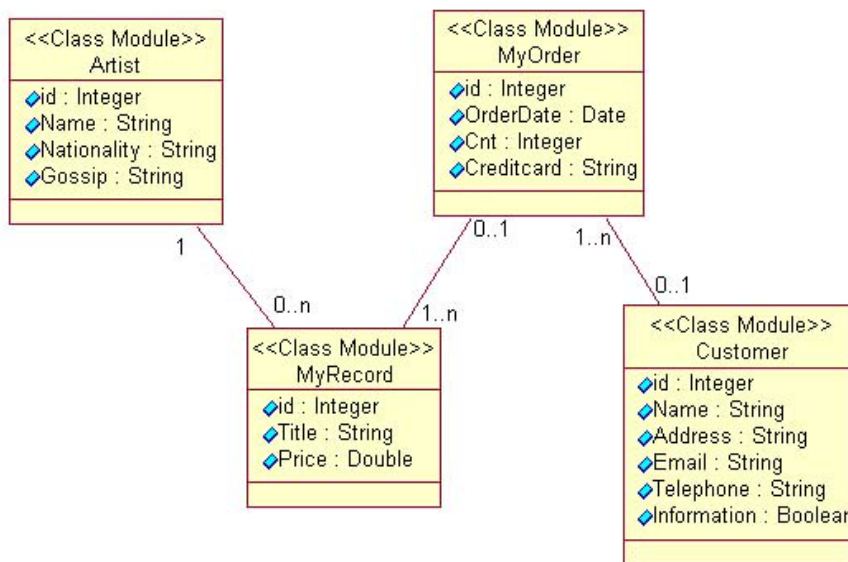 <<Class Module>>
Artist
id : Integer
Name : String
Nationality : String
Gossip : String
<<Class Module>>
MyOrder
id : Integer
OrderDate : Date
Cnt : Integer
Creditcard : String
1
0..n
0..1
1..n
1..n
0..1
<<Class Module>>
MyRecord
id : Integer
Title : String
Price : Double
<<Class Module>>
Customer
id : Integer
Name : String
Address : String
Email : String
Telephone : String
Information : Boolean